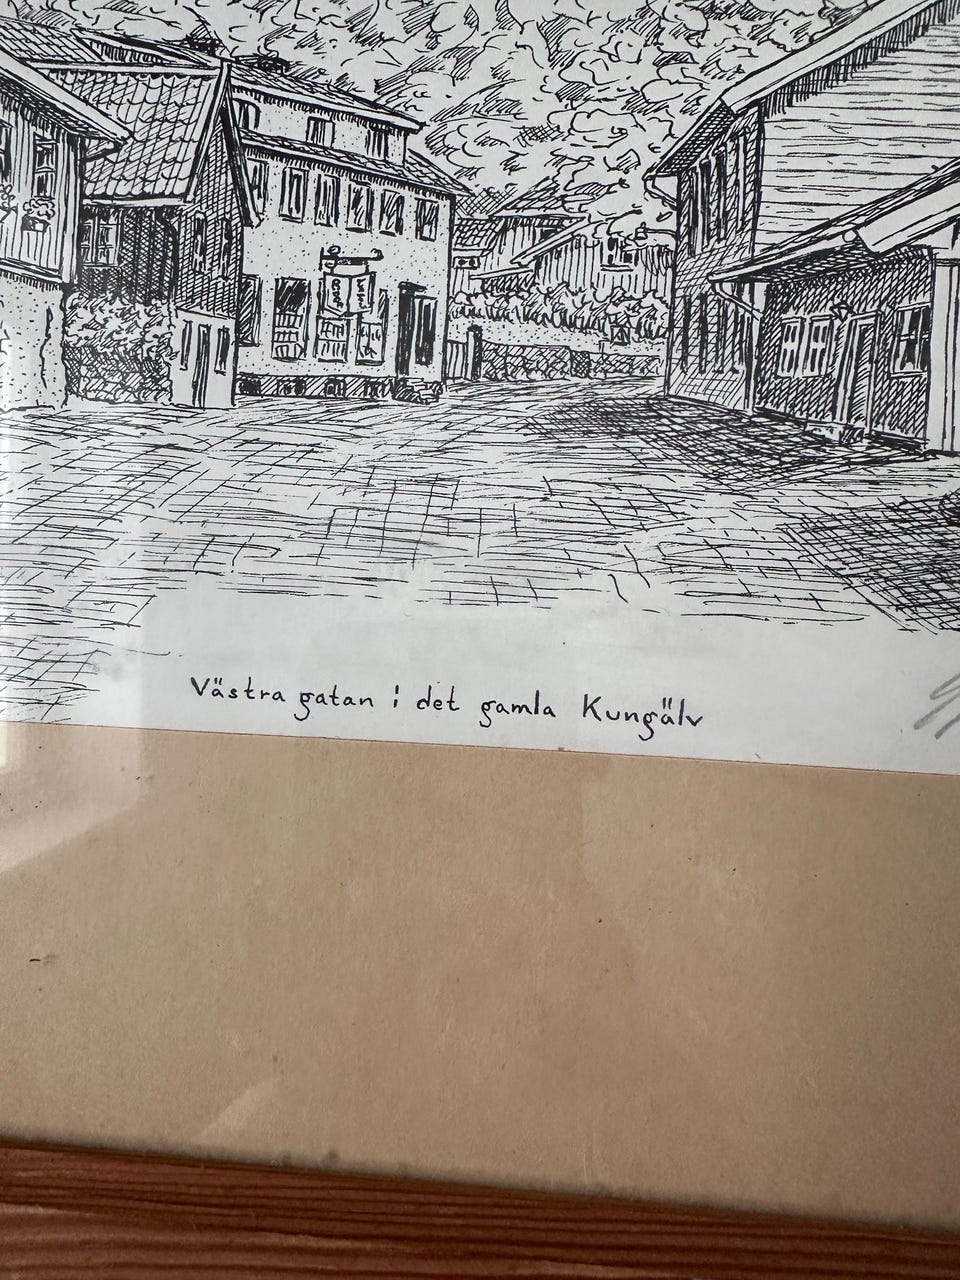 Västra gatan i det gamla Kungälv